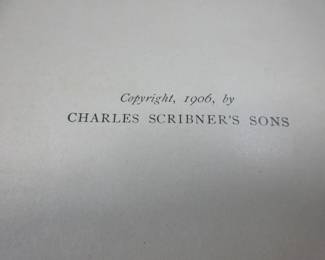 Copyright, 1906, by
CHARLES SCRIBNER'S SONS